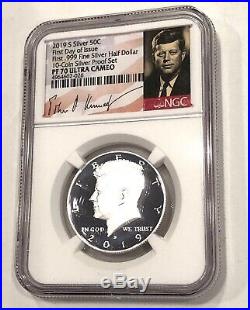 2019 S Silver 50C
First Day of Issue
First .999 Fine Silver Half Dollar
10-Coin Silver Proof Set
PF 70 ULTRA CAMEO
NGC
LIBERTY
IN GOD WE TRUST
2019